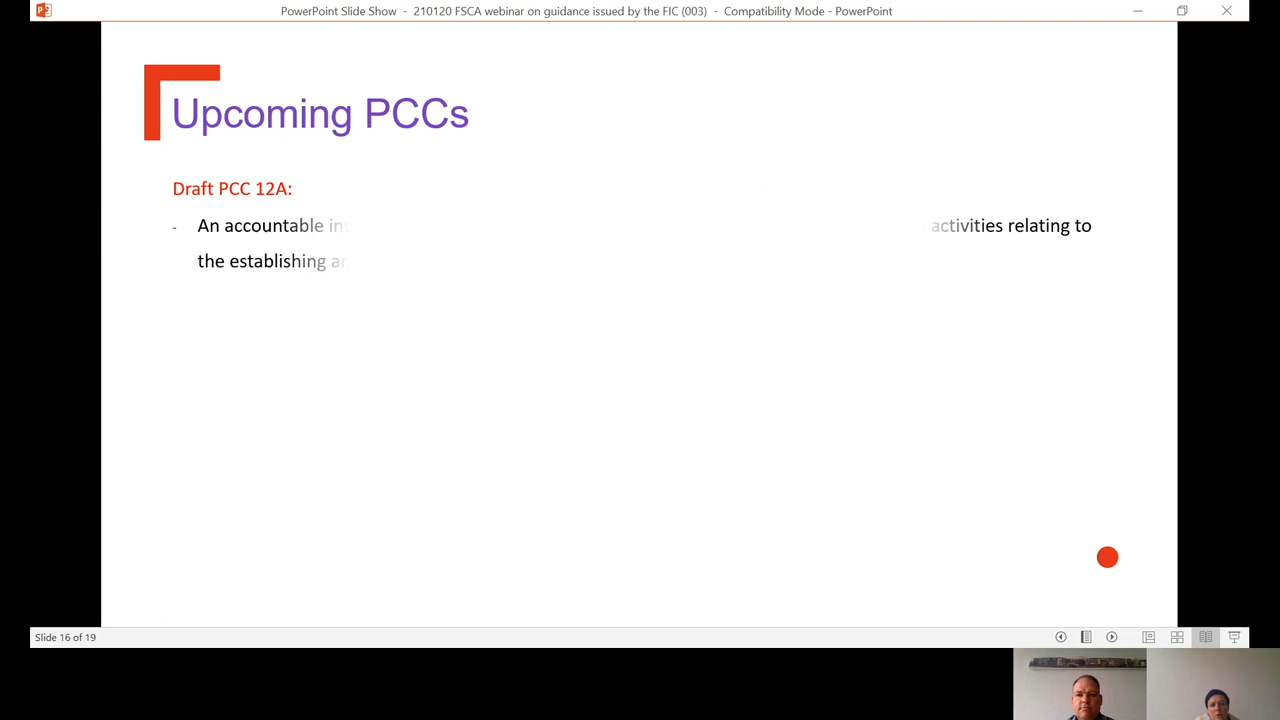 PowerPoint Slide Show - 210120 FSCA webinar on guidance issued by the FIC (003) - Compatibility Mode - PowerPoint
Upcoming PCCs
Draft PCC 12A:
- An accountable activities relating to
the establishing
Slide 16 of 19